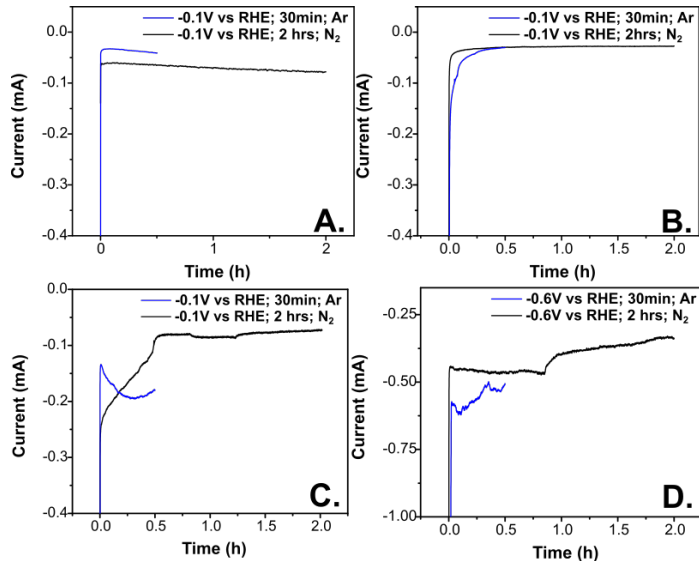 -0.1V vs RHE; 30min; Ar
-0.1V vs RHE; 2 hrs; N₂
Current (mA)
0.0
-0.1
-0.2
-0.3
-0.4
0
1
2
Time (h)
A.
-0.1V vs RHE; 30min; Ar
-0.1V vs RHE; 2hrs; N₂
Current (mA)
0.0
-0.1
-0.2
-0.3
-0.4
0.0
0.5
1.0
1.5
2.0
Time (h)
B.
-0.1V vs RHE; 30min; Ar
-0.1V vs RHE; 2 hrs; N₂
Current (mA)
0.0
-0.1
-0.2
-0.3
-0.4
0.0
0.5
1.0
1.5
2.0
Time (h)
C.
-0.6V vs RHE; 30min; Ar
-0.6V vs RHE; 2 hrs; N₂
Current (mA)
-0.25
-0.50
-0.75
-1.00
0.0
0.5
1.0
1.5
2.0
Time (h)
D.